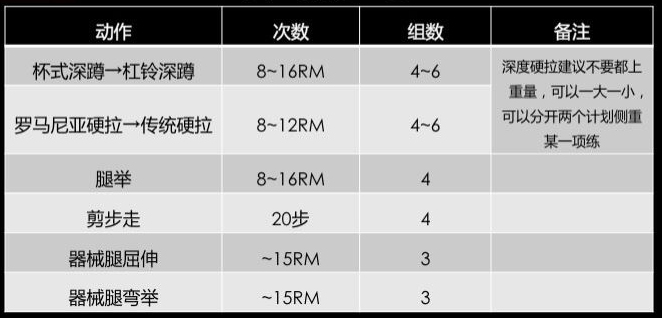 动作 次数 组数 备注
杯式深蹲→杠铃深蹲 8~16RM 4~6
深度硬拉建议不要都上
重量，可以一大一小，
可以分开两个计划侧重
某一项练
罗马尼亚硬拉→传统硬拉 8~12RM 4~6
腿举 8~16RM 4
剪步走 20步 4
器械腿屈伸 ~15RM 3
器械腿弯举 ~15RM 3